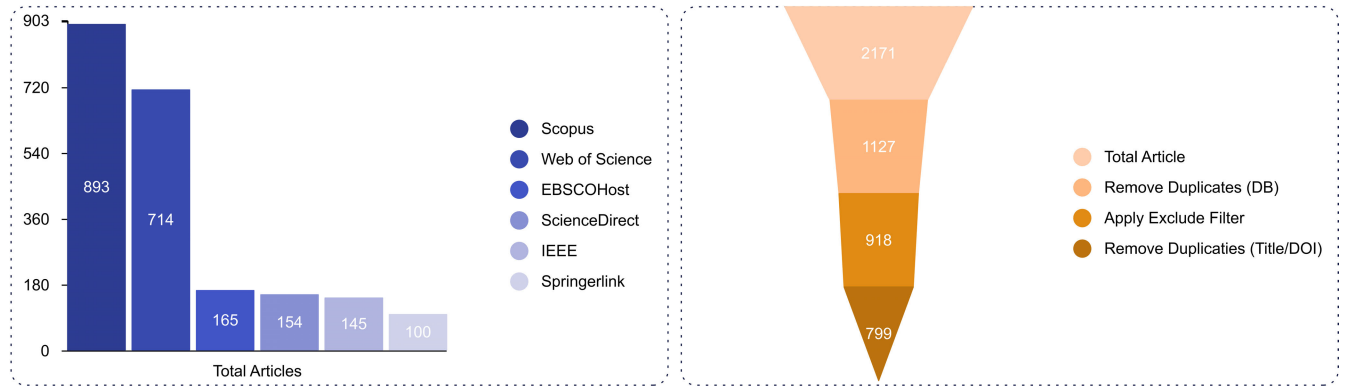 903
720
540
360
180
0
893
714
165
154
145
100
Total Articles
Scopus
Web of Science
EBSCOHost
ScienceDirect
IEEE
Springerlink
2171
1127
918
799
Total Article
Remove Duplicates (DB)
Apply Exclude Filter
Remove Duplicaties (Title/DOI)